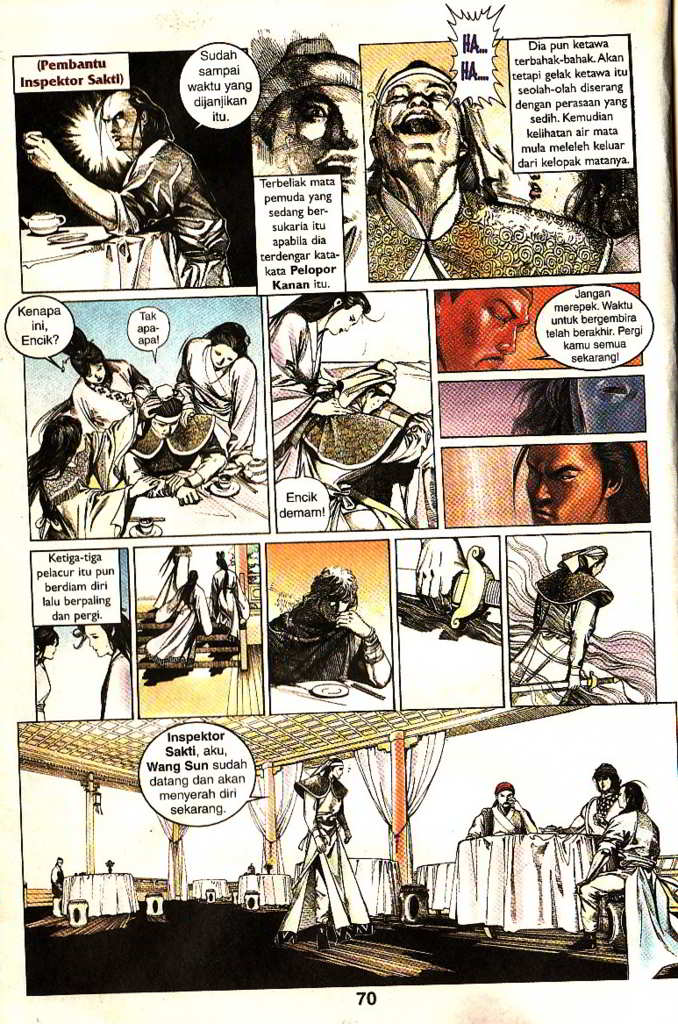 (Pembantu
Inspektor Sakti)
Sudah
sampai
waktu yang
dijanjikan
itu.
Terbeliak mata
pemuda yang
sedang ber-
sukaria itu
apabila dia
terdengar kata-
kata Pelopor
Kanan itu.
HA...
HA....
Dia pun ketawa
terbahak-bahak. Akan
tetapi gelak ketawa itu
seolah-olah diserang
dengan perasaan yang
sedih. Kemudian
kelihatan air mata
mula meleleh keluar
dari kelopak matanya.
Kenapa
ini,
Encik?
Tak
apa-
apa!
Encik
demam!
Jangan
merepek. Waktu
untuk bergembira
telah berakhir. Pergi
kamu semua
sekarang!
Ketiga-tiga
pelacur itu pun
berdiam diri
lalu berpaling
dan pergi.
Inspektor
Sakti, aku,
Wang Sun sudah
datang dan akan
menyerah diri
sekarang.
70